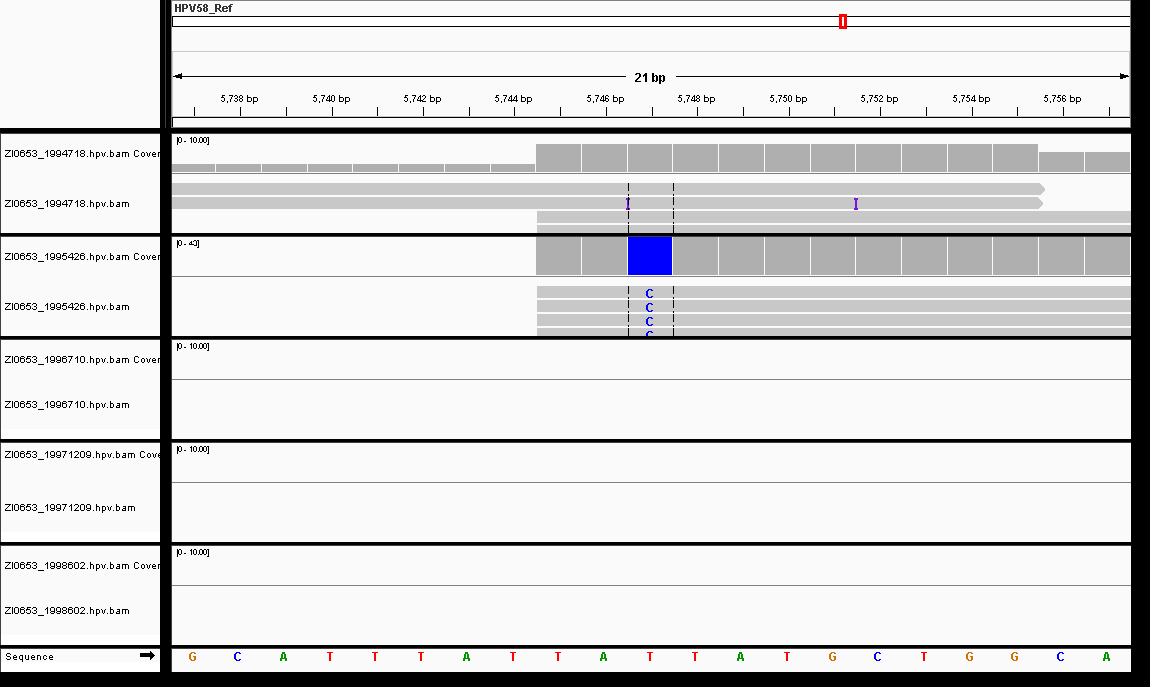 HPV58_Ref
21 bp
5,738 bp 5,740 bp 5,742 bp 5,744 bp 5,746 bp 5,748 bp 5,750 bp 5,752 bp 5,754 bp 5,756 bp
[0 - 10.00]
ZI0653_1994718.hpv.bam Cover
ZI0653_1994718.hpv.bam
I I
[0 - 43]
ZI0653_1995426.hpv.bam Cover
C
ZI0653_1995426.hpv.bam
C
C
C
[0 - 10.00]
ZI0653_1996710.hpv.bam Cover
ZI0653_1996710.hpv.bam
[0 - 10.00]
ZI0653_19971209.hpv.bam Cove
ZI0653_19971209.hpv.bam
[0 - 10.00]
ZI0653_1998602.hpv.bam Cover
ZI0653_1998602.hpv.bam
Sequence G C A T T T A T T A T T A T G C T G G C A